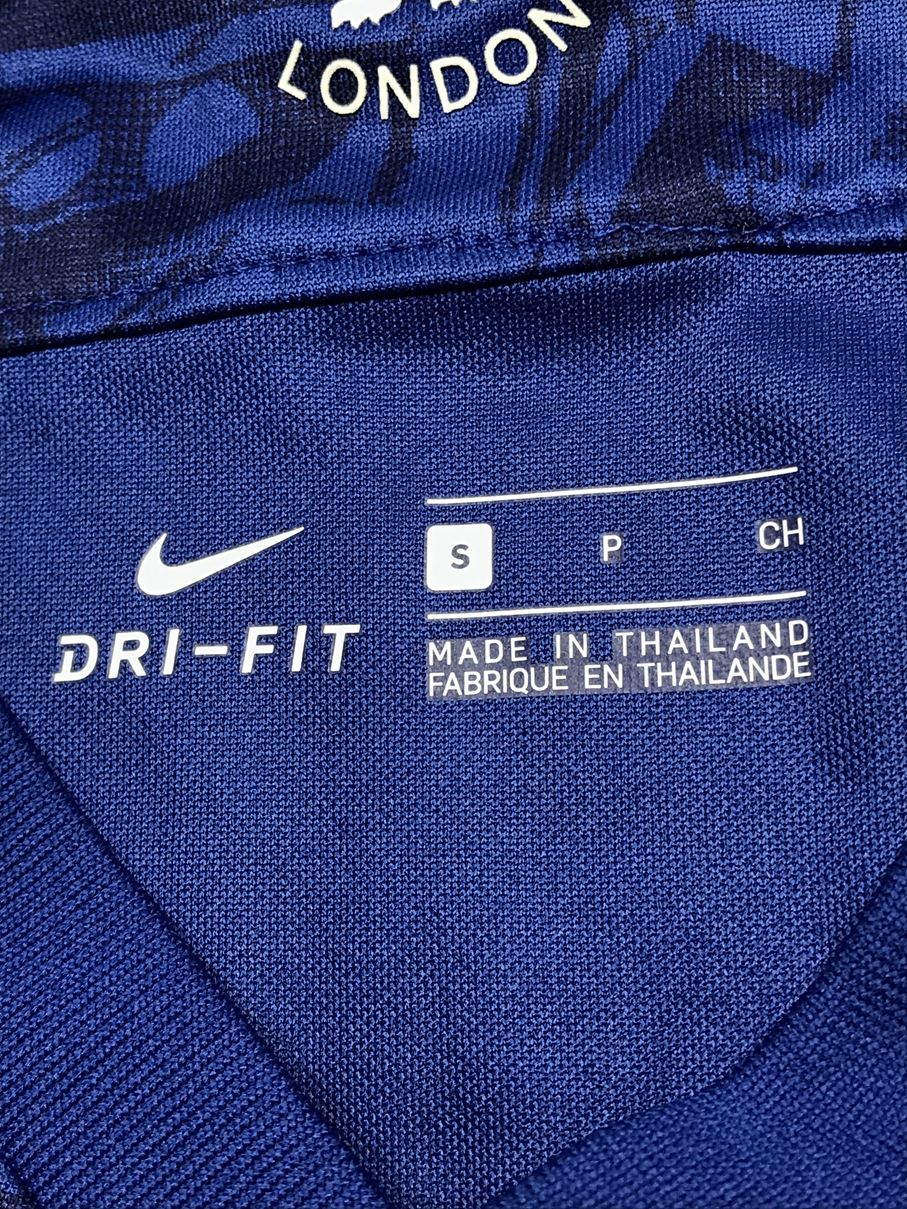 LONDON
S P CH
DRI-FIT
MADE IN THAILAND
FABRIQUE EN THAILANDE